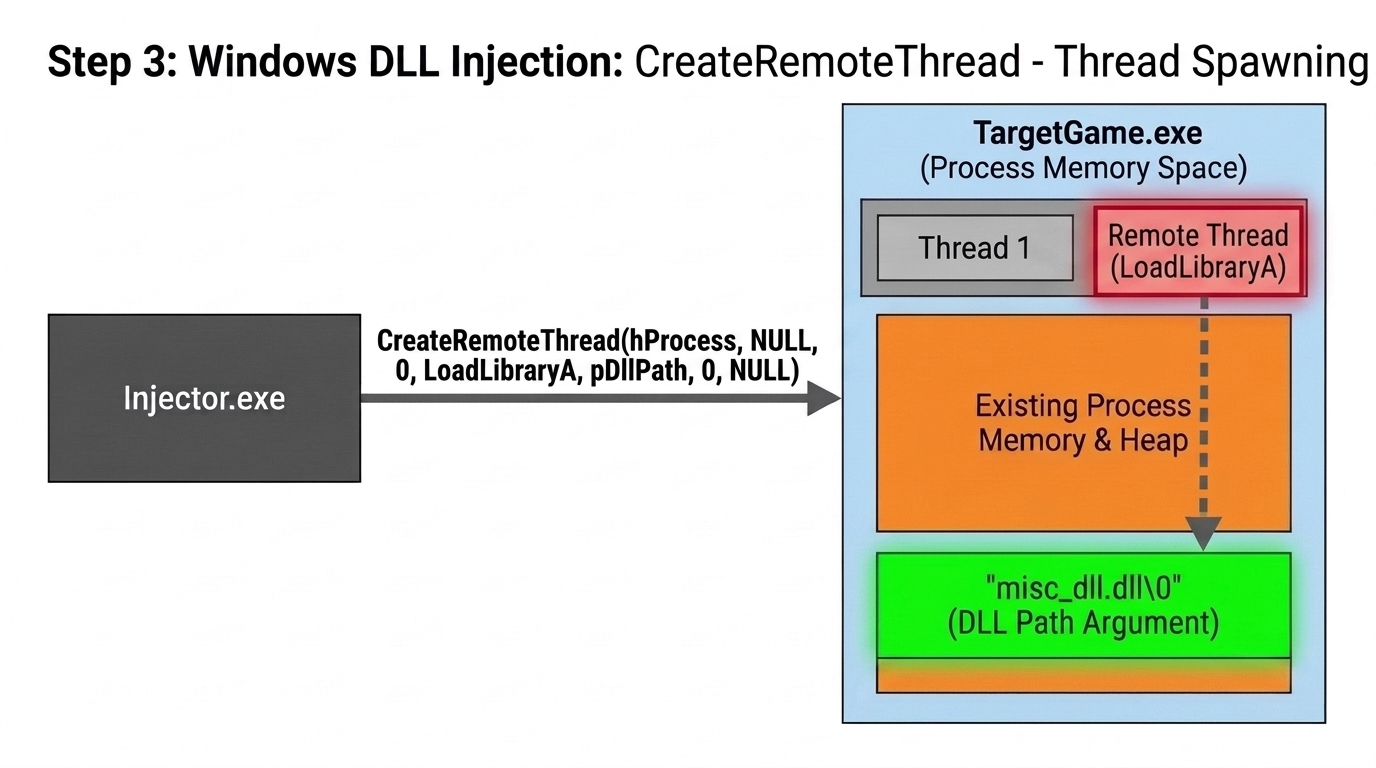 Step 3: Windows DLL Injection: CreateRemoteThread - Thread Spawning
TargetGame.exe
(Process Memory Space)
Thread 1
Remote Thread
(LoadLibraryA)
Injector.exe
CreateRemoteThread(hProcess, NULL,
0, LoadLibraryA, pDllPath, 0, NULL)
Existing Process
Memory & Heap
"misc_dll.dll\0"
(DLL Path Argument)